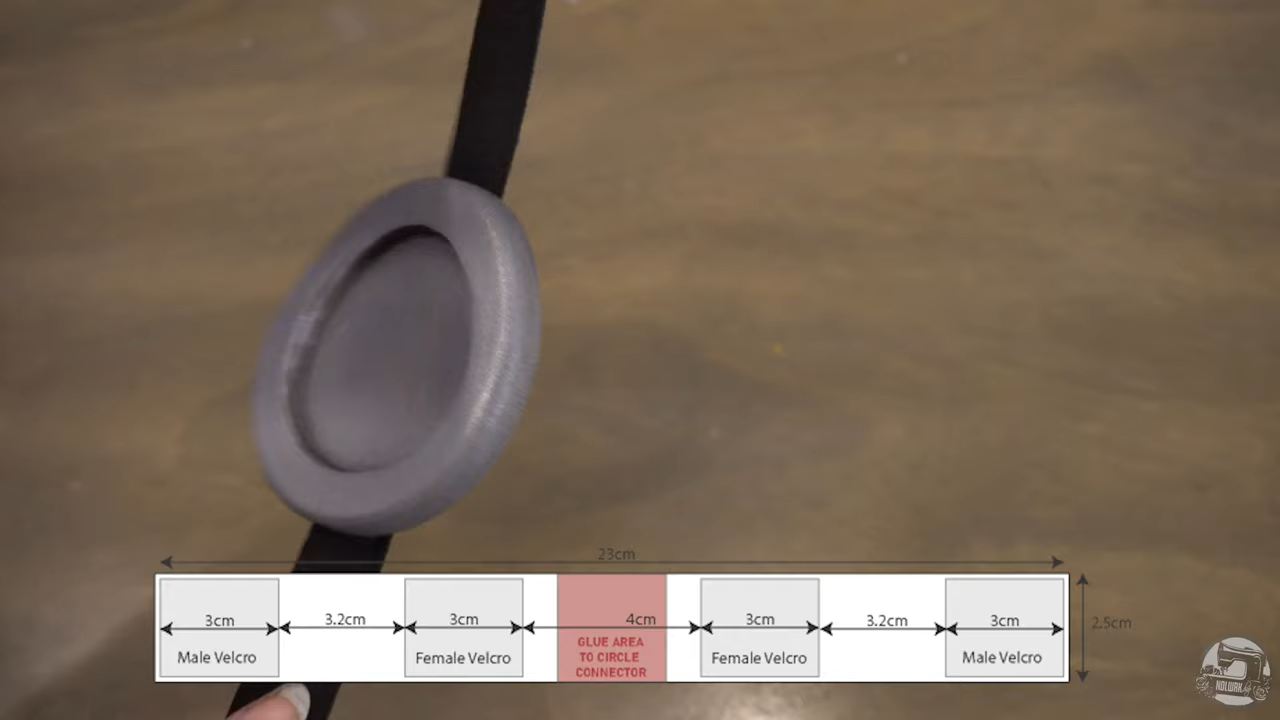 23cm
3cm
3.2cm
3cm
4cm
3cm
3.2cm
3cm
2.5cm
Male Velcro
Female Velcro
GLUE AREA
TO CIRCLE
CONNECTOR
Female Velcro
Male Velcro